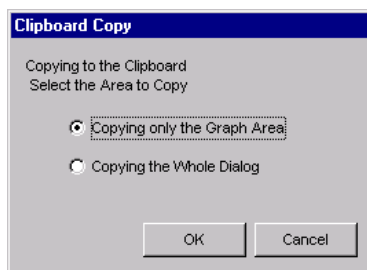 Clipboard Copy
Copying to the Clipboard
Select the Area to Copy
Copying only the Graph Area
Copying the Whole Dialog
OK
Cancel